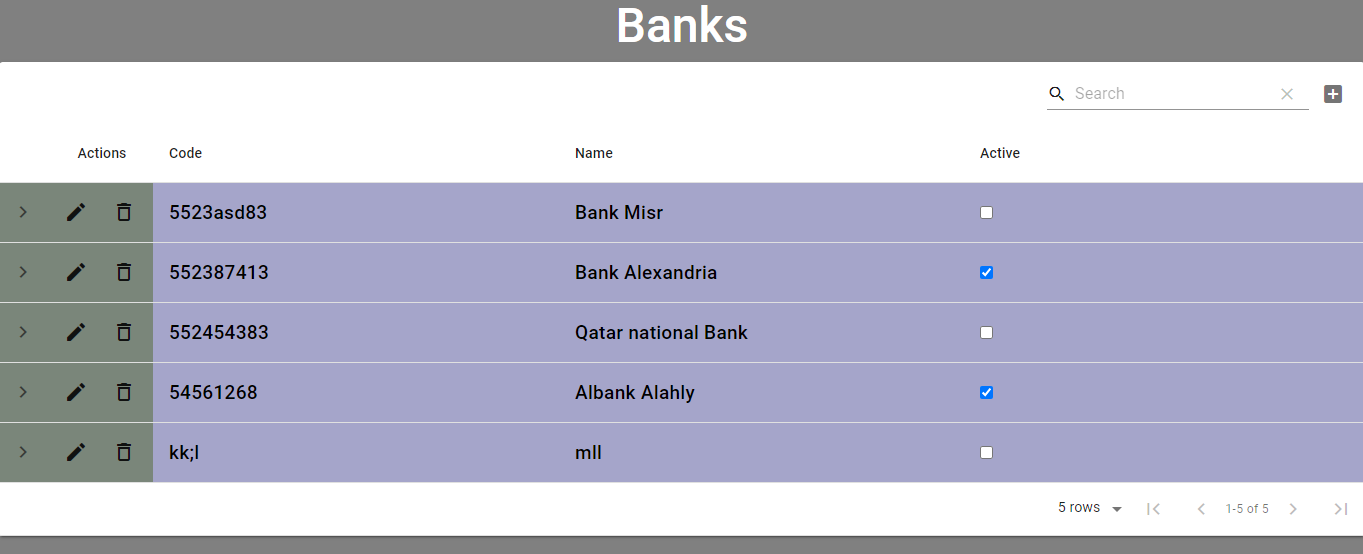 Banks
Search
Actions Code Name Active
5523asd83 Bank Misr
552387413 Bank Alexandria
552454383 Qatar national Bank
54561268 Albank Alahly
kk;l mll
5 rows 1-5 of 5